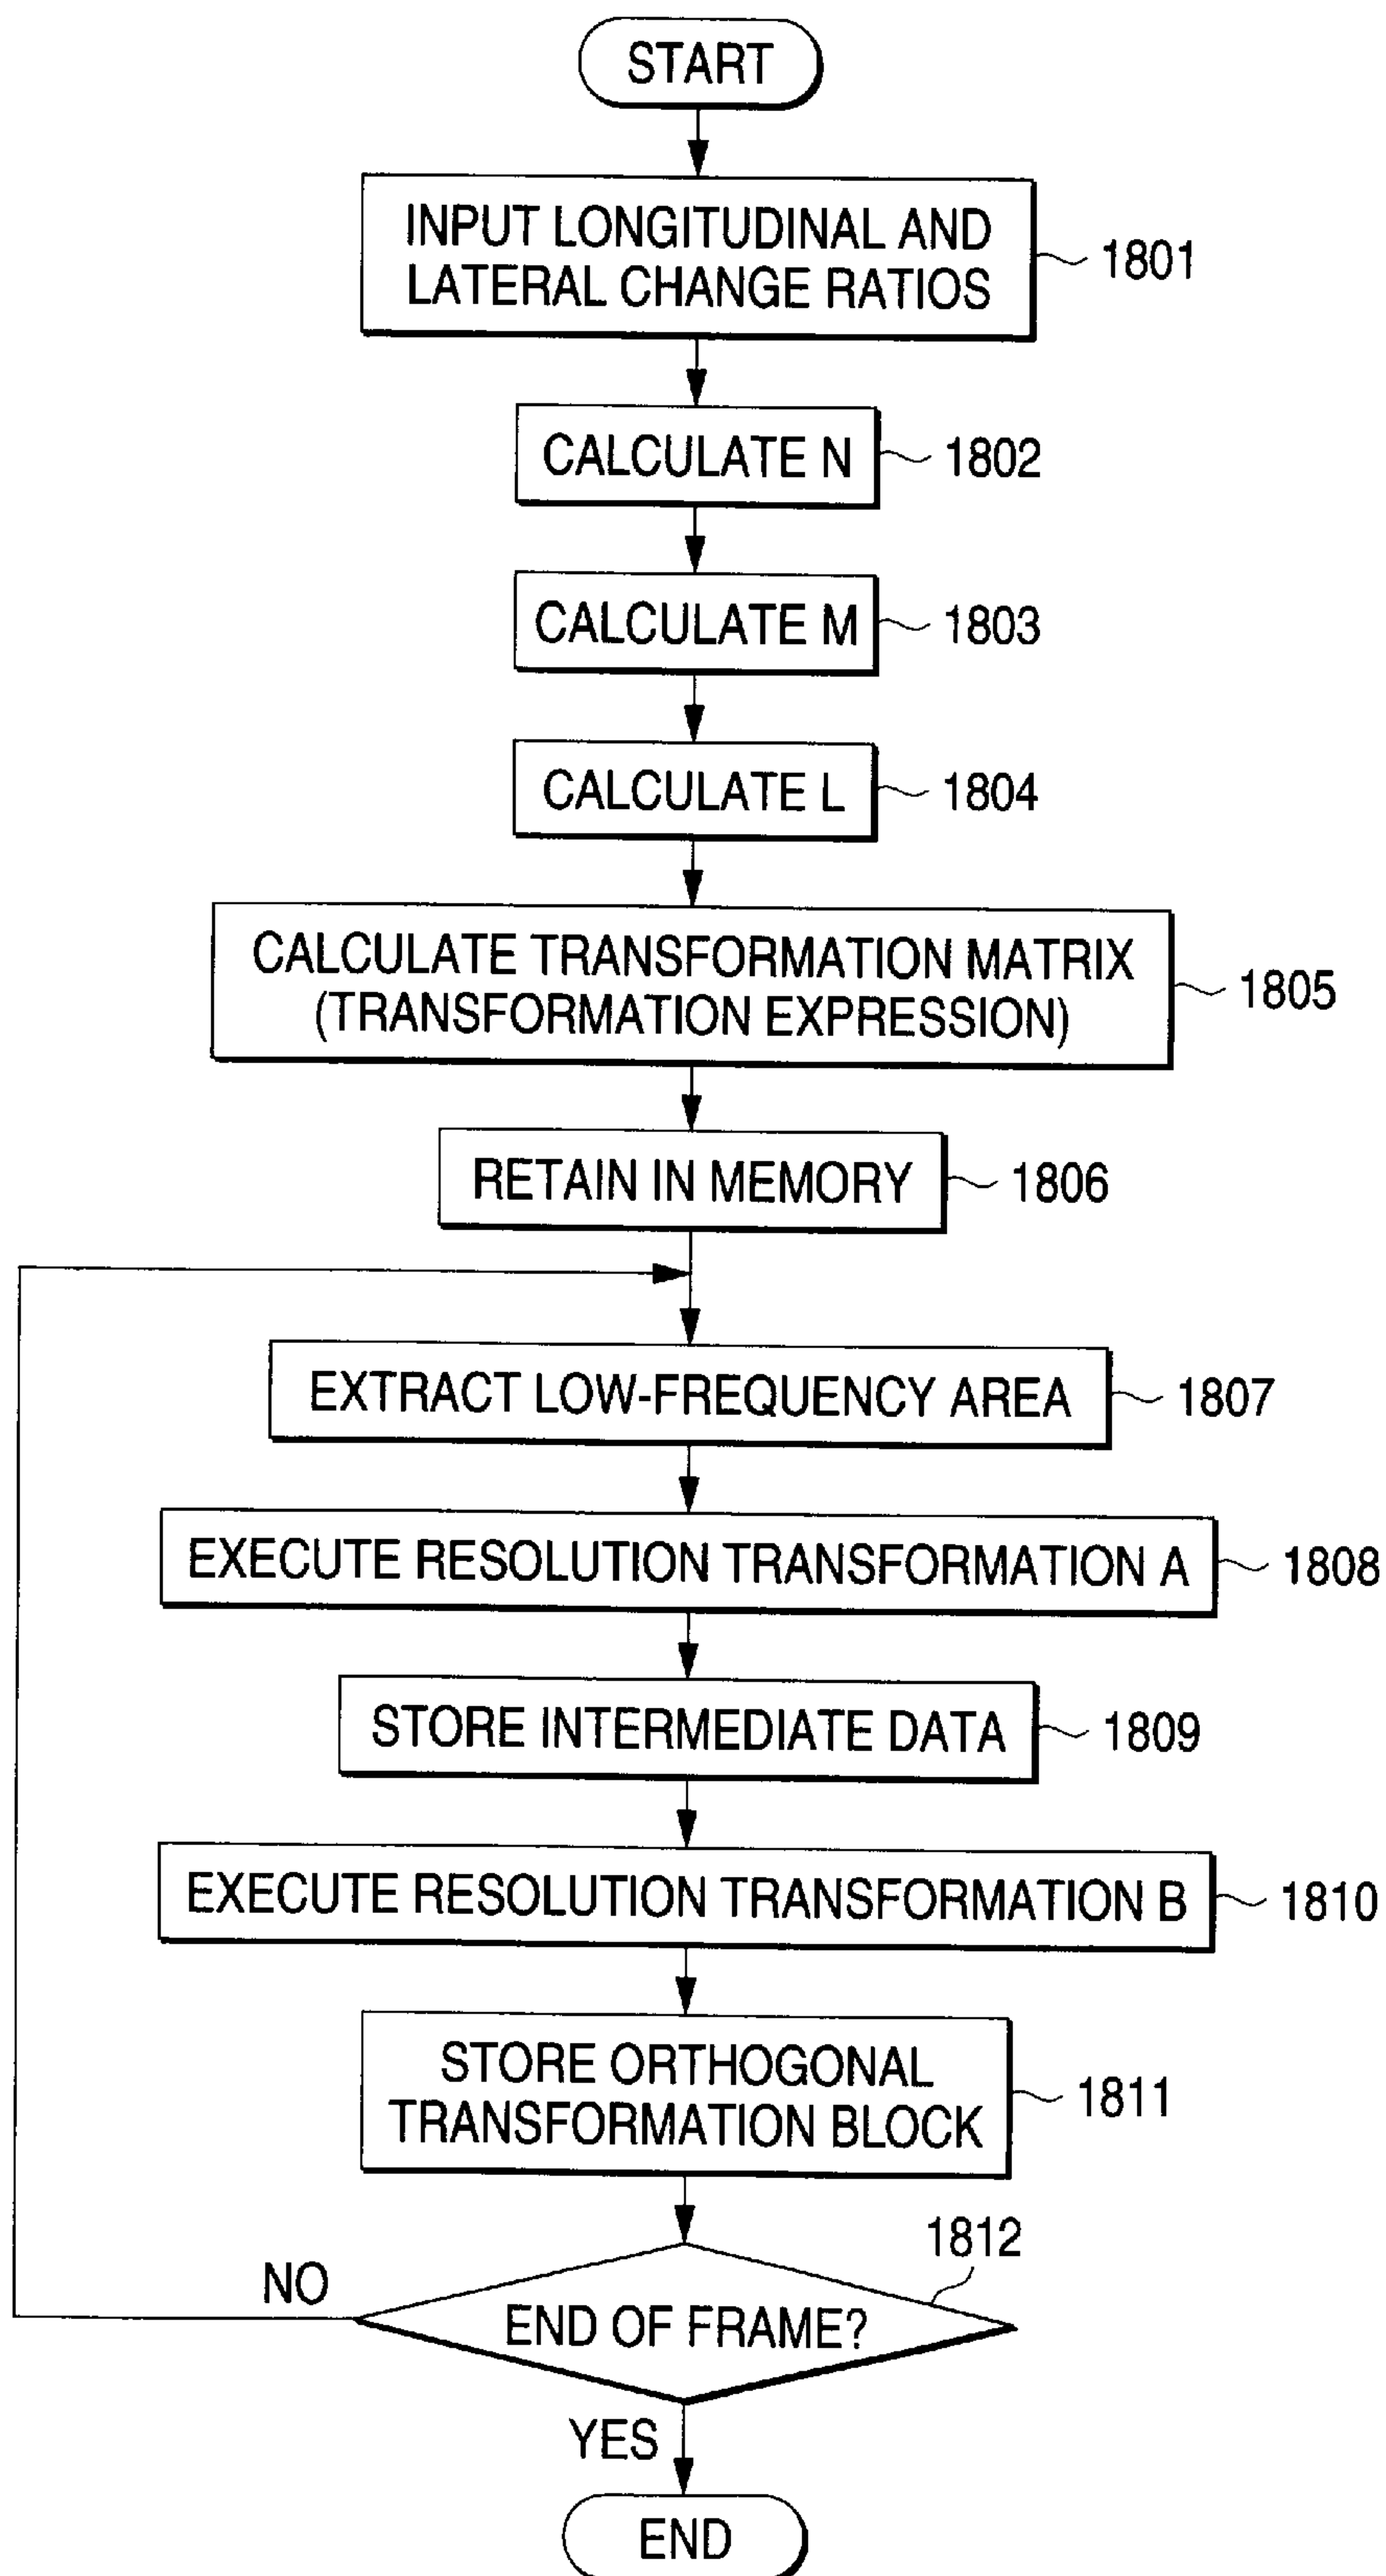 START
INPUT LONGITUDINAL AND
LATERAL CHANGE RATIOS
1801
CALCULATE N
1802
CALCULATE M
1803
CALCULATE L
1804
CALCULATE TRANSFORMATION MATRIX
(TRANSFORMATION EXPRESSION)
1805
RETAIN IN MEMORY
1806
EXTRACT LOW-FREQUENCY AREA
1807
EXECUTE RESOLUTION TRANSFORMATION A
1808
STORE INTERMEDIATE DATA
1809
EXECUTE RESOLUTION TRANSFORMATION B
1810
STORE ORTHOGONAL
TRANSFORMATION BLOCK
1811
1812
NO
END OF FRAME?
YES
END